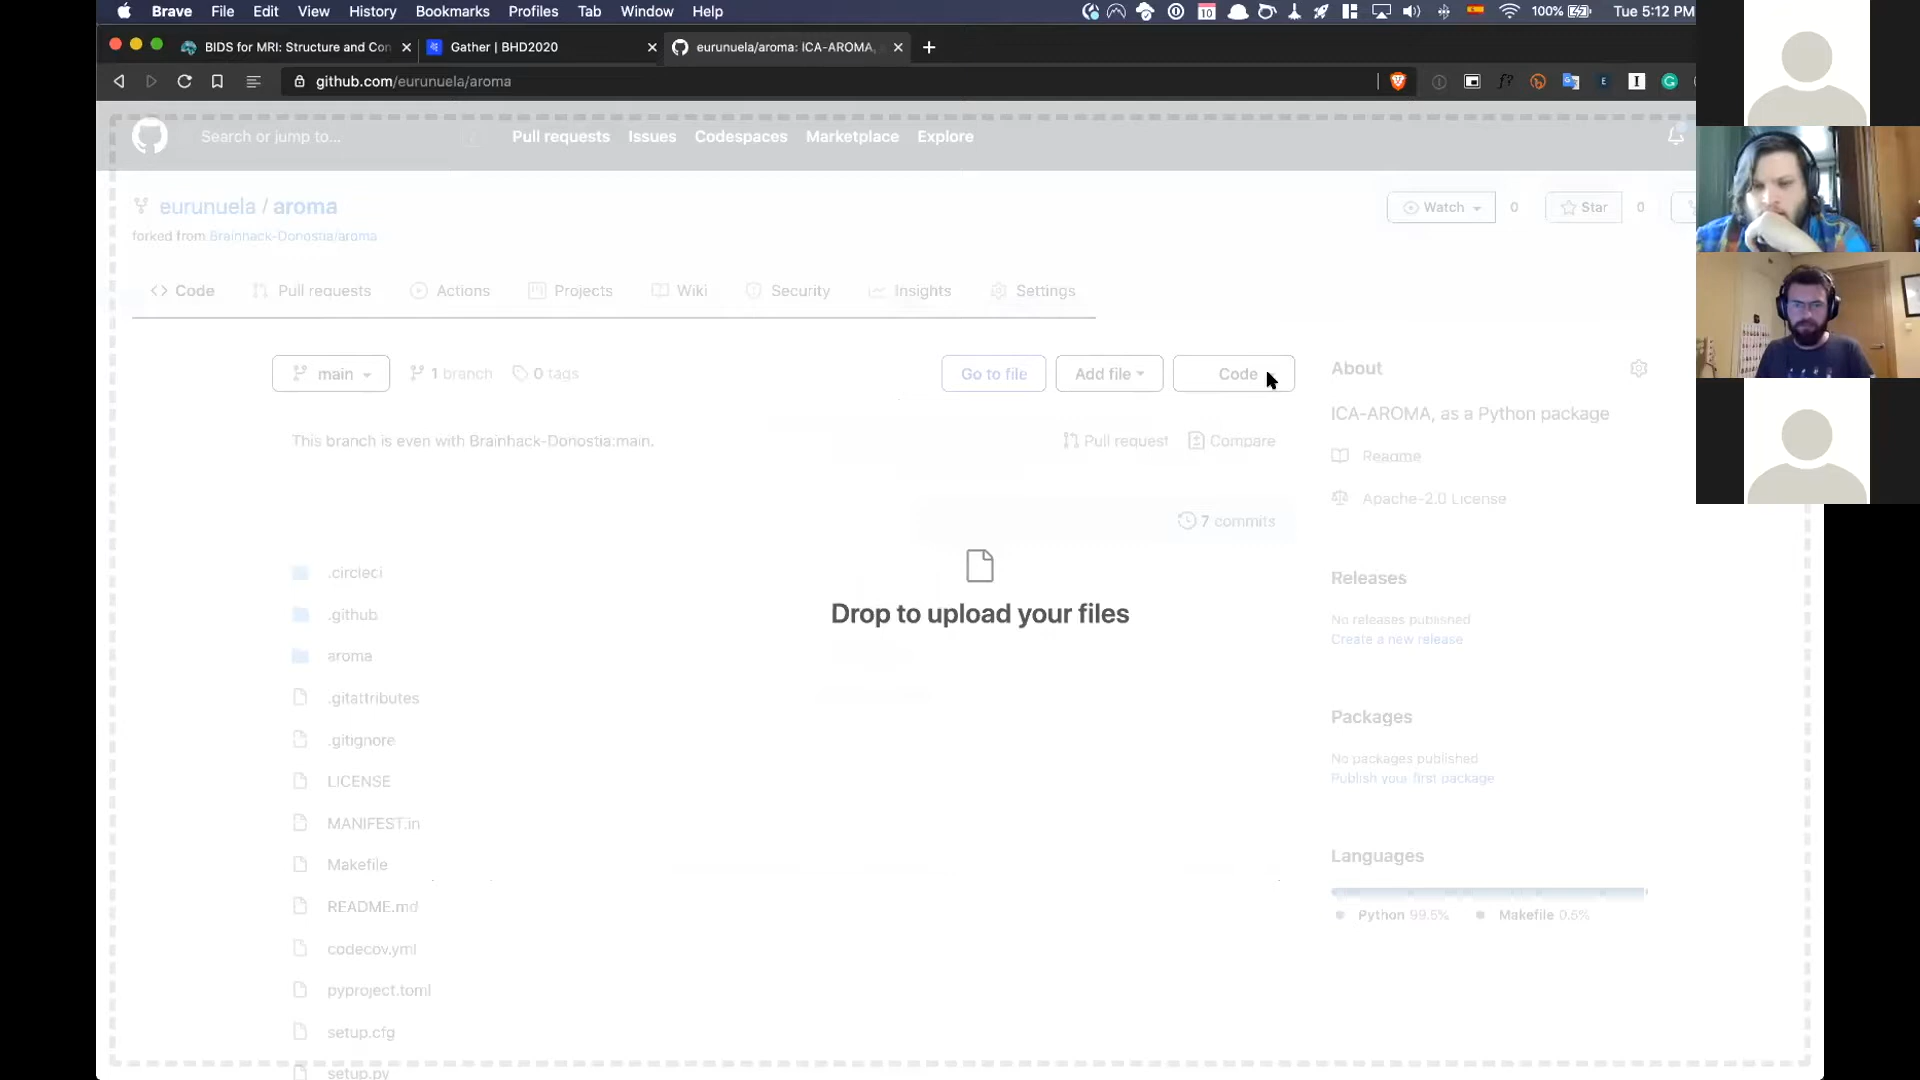 Brave File Edit View History Bookmarks Profiles Tab Window Help 10 100% Tue 5:12 PM
BIDS for MRI: Structure and Con Gather | BHD2020 eurunuela/aroma: ICA-AROMA,
github.com/eurunuela/aroma
Search or jump to... Pull requests Issues Codespaces Marketplace Explore
eurunuela / aroma Watch 0 Star 0
forked from Brainhack-Donostia/aroma
Code Pull requests Actions Projects Wiki Security Insights Settings
main 1 branch 0 tags Go to file Add file Code
About
ICA-AROMA, as a Python package
This branch is even with Brainhack-Donostia:main. Pull request Compare
Readme
Apache-2.0 License
7 commits
Drop to upload your files
.circleci
.github
aroma
.gitattributes
.gitignore
LICENSE
MANIFEST.in
Makefile
README.md
codecov.yml
pyproject.toml
setup.cfg
setup.py
Releases
No releases published
Create a new release
Packages
No packages published
Publish your first package
Languages
Python 99.5% Makefile 0.5%